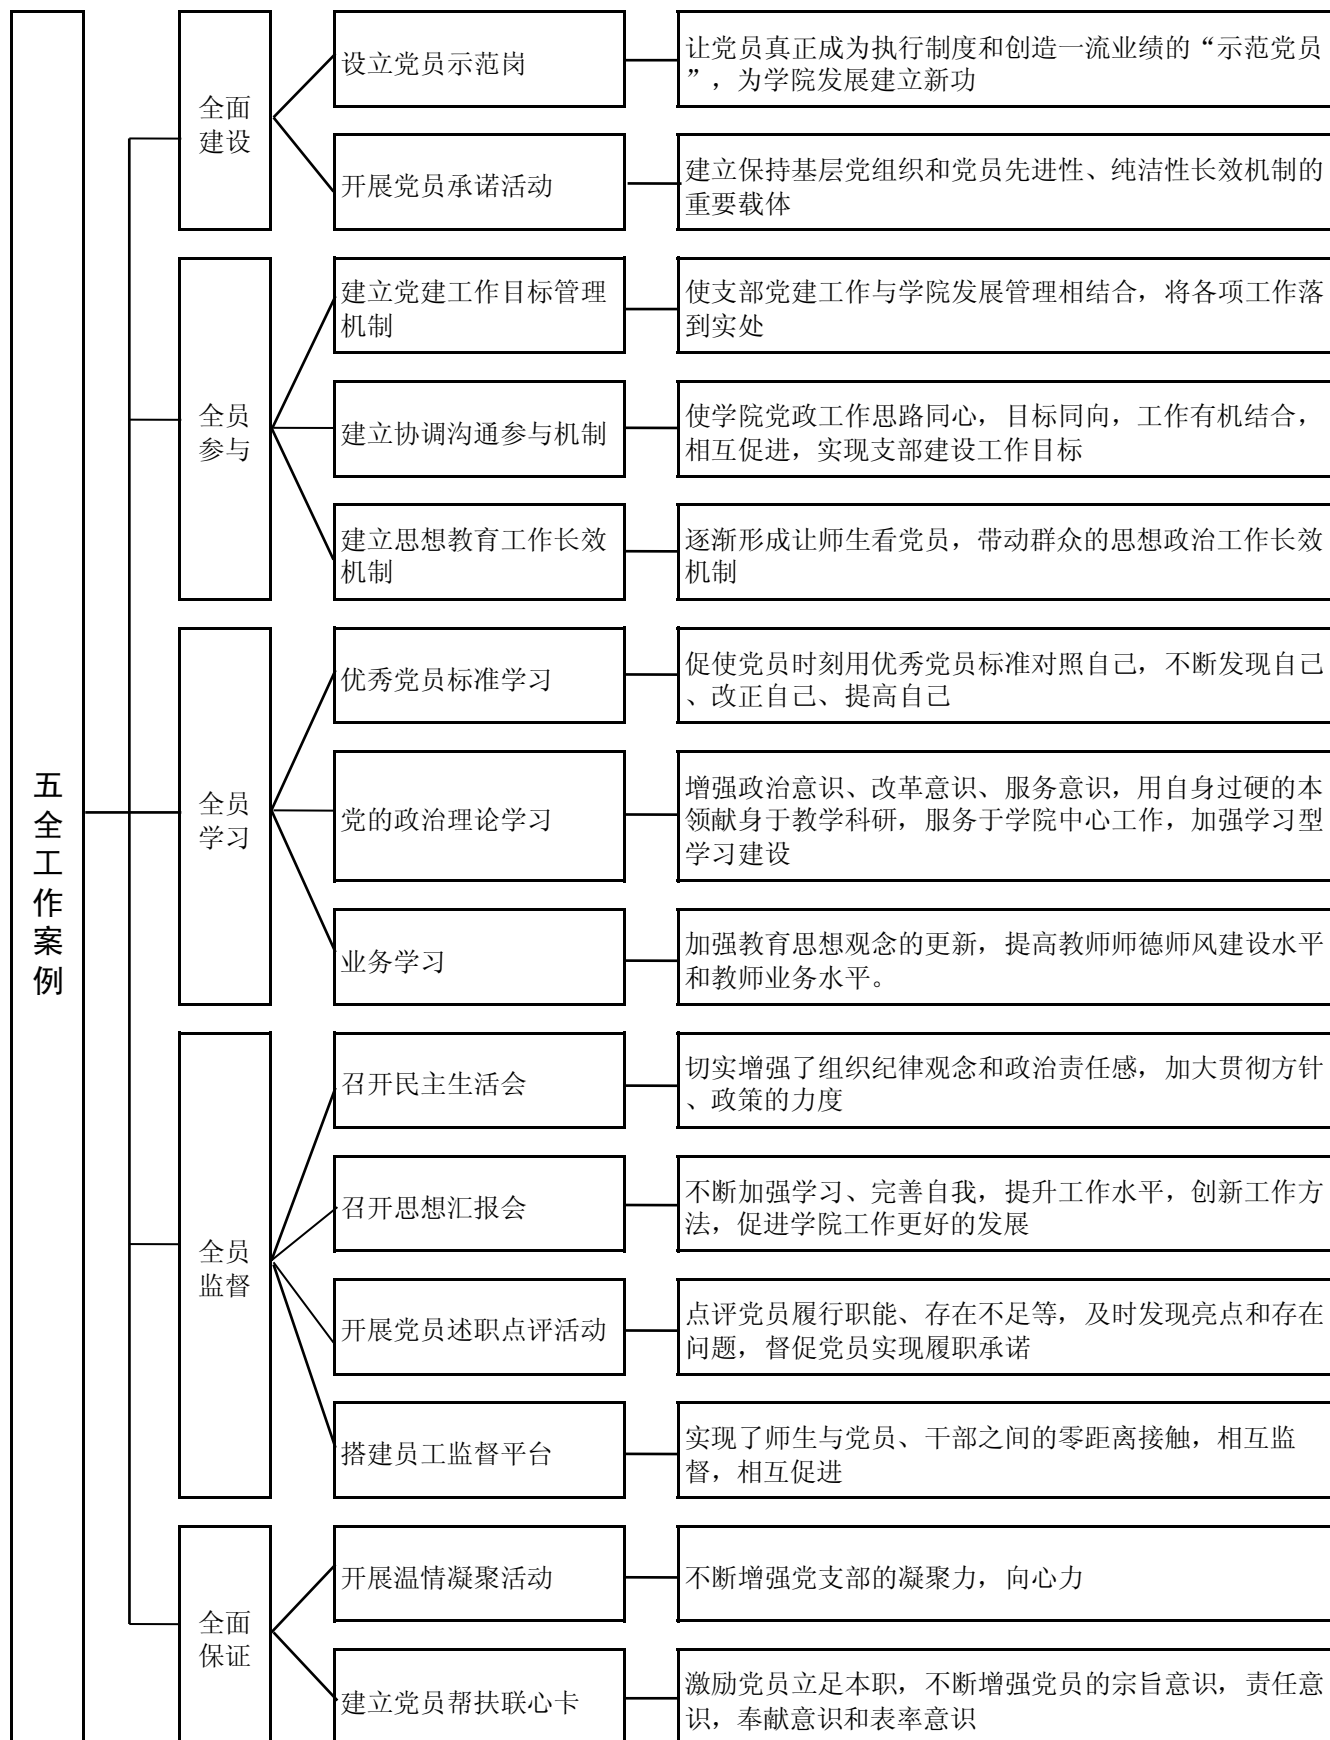 五
全
工
作
案
例
全面
建设
设立党员示范岗
让党员真正成为执行制度和创造一流业绩的“示范党员
”，为学院发展建立新功
开展党员承诺活动
建立保持基层党组织和党员先进性、纯洁性长效机制的
重要载体
全员
参与
建立党建工作目标管理
机制
使支部党建工作与学院发展管理相结合，将各项工作落
到实处
建立协调沟通参与机制
使学院党政工作思路同心，目标同向，工作有机结合，
相互促进，实现支部建设工作目标
建立思想教育工作长效
机制
逐渐形成让师生看党员，带动群众的思想政治工作长效
机制
全员
学习
优秀党员标准学习
促使党员时刻用优秀党员标准对照自己，不断发现自己
、改正自己、提高自己
党的政治理论学习
增强政治意识、改革意识、服务意识，用自身过硬的本
领献身于教学科研，服务于学院中心工作，加强学习型
学习建设
业务学习
加强教育思想观念的更新，提高教师师德师风建设水平
和教师业务水平。
全员
监督
召开民主生活会
切实增强了组织纪律观念和政治责任感，加大贯彻方针
、政策的力度
召开思想汇报会
不断加强学习、完善自我，提升工作水平，创新工作方
法，促进学院工作更好的发展
开展党员述职点评活动
点评党员履行职能、存在不足等，及时发现亮点和存在
问题，督促党员实现履职承诺
搭建员工监督平台
实现了师生与党员、干部之间的零距离接触，相互监
督，相互促进
全面
保证
开展温情凝聚活动
不断增强党支部的凝聚力，向心力
建立党员帮扶联心卡
激励党员立足本职，不断增强党员的宗旨意识，责任意
识，奉献意识和表率意识